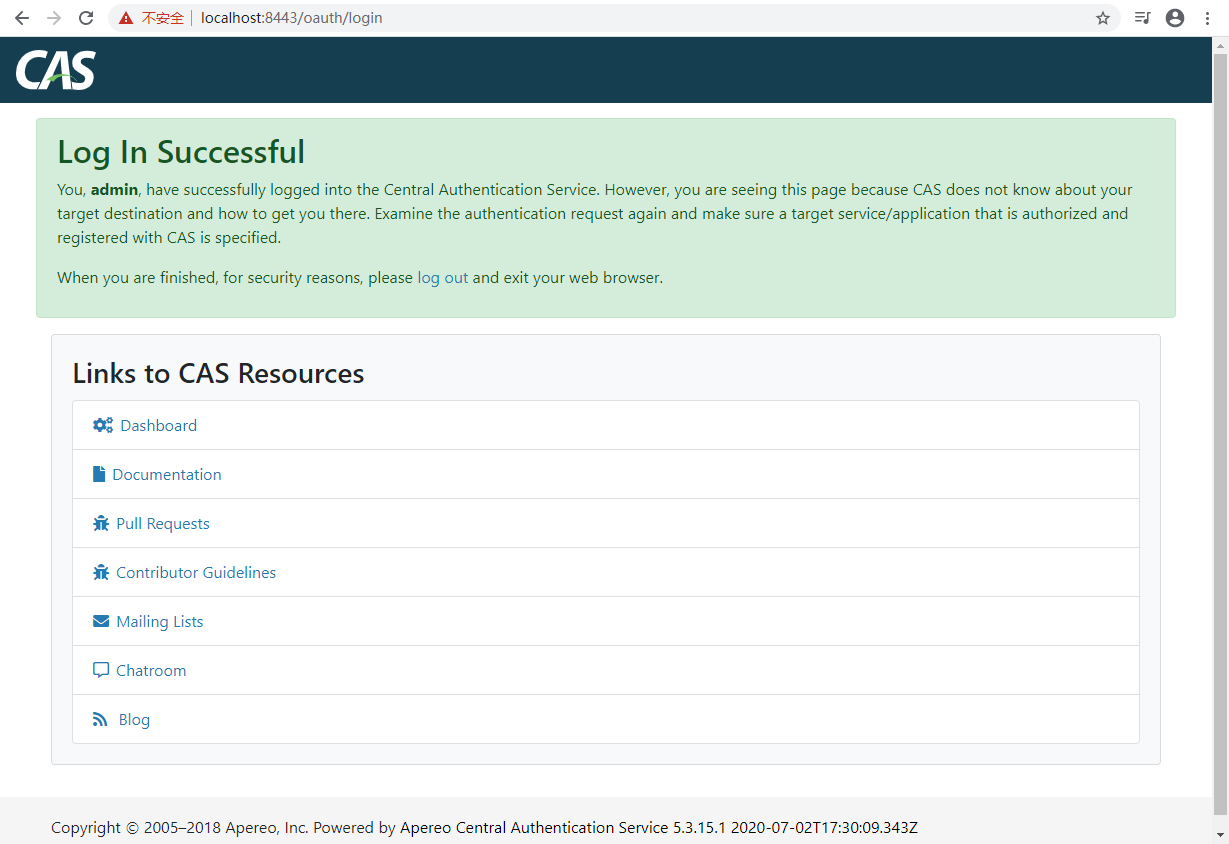 不安全 localhost:8443/oauth/login
CAS
Log In Successful
You, admin, have successfully logged into the Central Authentication Service. However, you are seeing this page because CAS does not know about your
target destination and how to get you there. Examine the authentication request again and make sure a target service/application that is authorized and
registered with CAS is specified.
When you are finished, for security reasons, please log out and exit your web browser.
Links to CAS Resources
Dashboard
Documentation
Pull Requests
Contributor Guidelines
Mailing Lists
Chatroom
Blog
Copyright © 2005–2018 Apereo, Inc. Powered by Apereo Central Authentication Service 5.3.15.1 2020-07-02T17:30:09.343Z